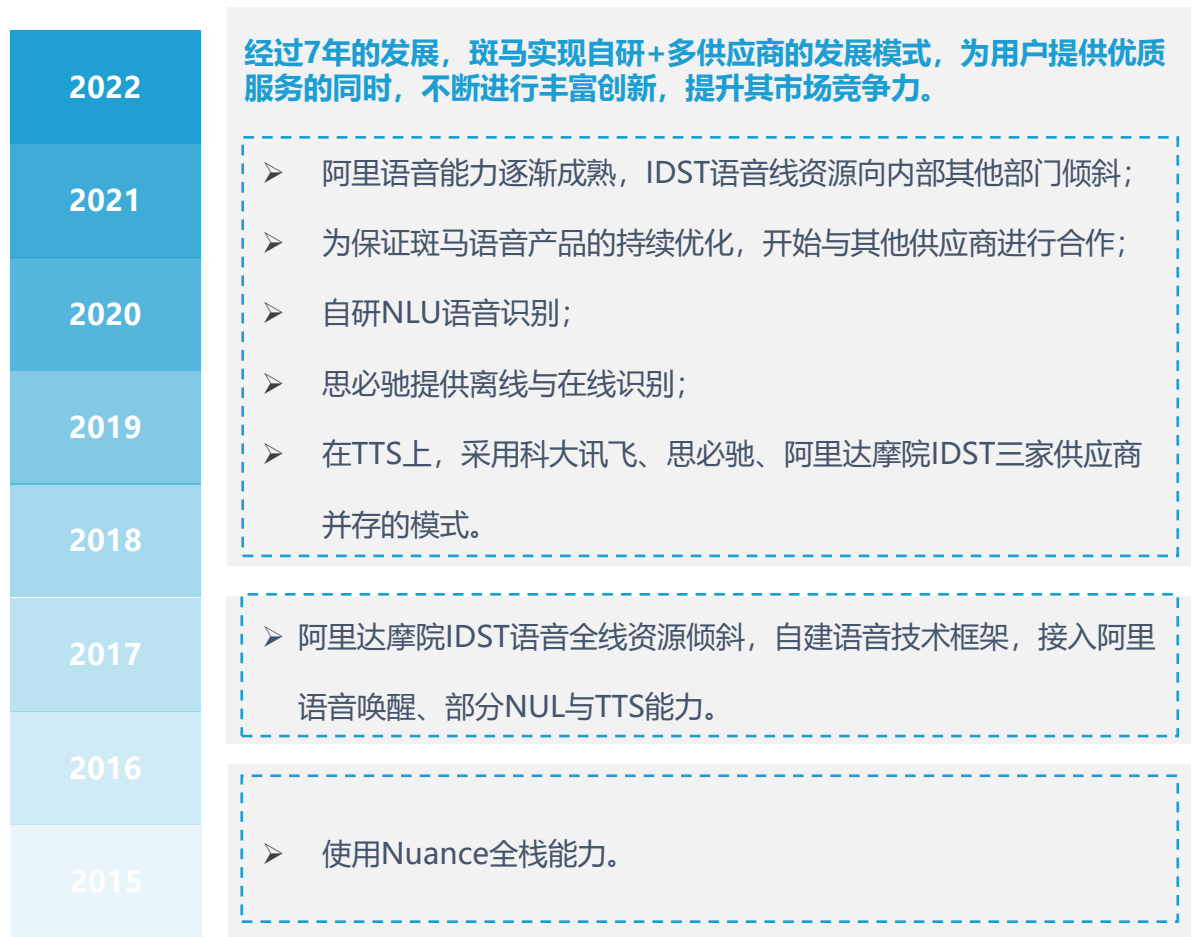 2022
2021
2020
2019
2018
2017
2016
2015
经过7年的发展，斑马实现自研+多供应商的发展模式，为用户提供优质
服务的同时，不断进行丰富创新，提升其市场竞争力。
➢ 阿里语音能力逐渐成熟，IDST语音线资源向内部其他部门倾斜；
➢ 为保证斑马语音产品的持续优化，开始与其他供应商进行合作；
➢ 自研NLU语音识别；
➢ 思必驰提供离线与在线识别；
➢ 在TTS上，采用科大讯飞、思必驰、阿里达摩院IDST三家供应商
并存的模式。
➢ 阿里达摩院IDST语音全线资源倾斜，自建语音技术框架，接入阿里
语音唤醒、部分NUL与TTS能力。
➢ 使用Nuance全栈能力。